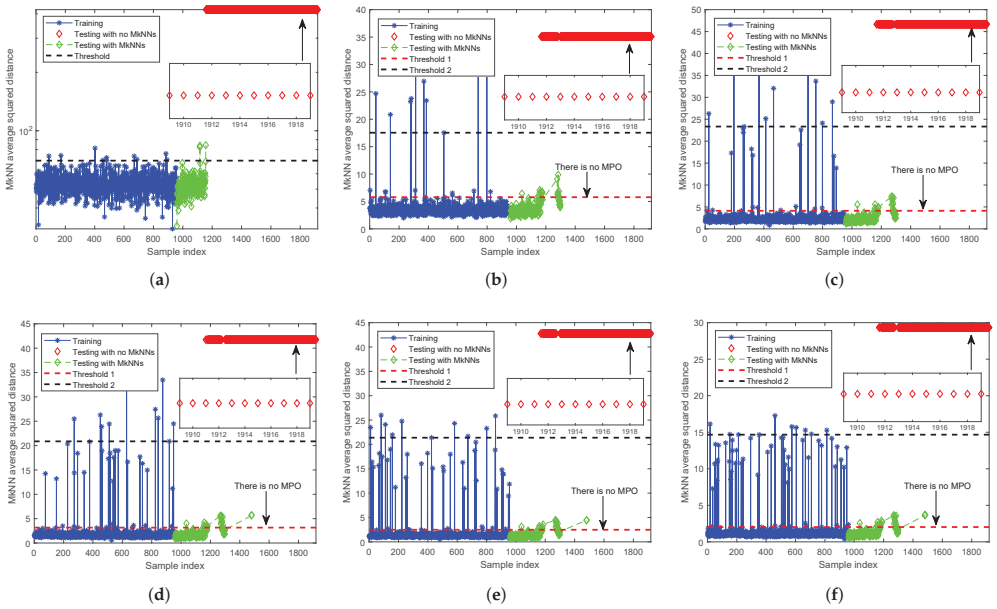 Training
Testing with no MkNNs
Testing with MkNNs
Threshold
MkNN average squared distance
10²
1910 1912 1914 1916 1918
0 200 400 600 800 1000 1200 1400 1600 1800
Sample index
(a)
40
35
30
25
20
15
10
5
0
Training
Testing with no MkNNs
Testing with MkNNs
Threshold 1
Threshold 2
MkNN average squared distance
1910 1912 1914 1916 1918
There is no MPO
0 200 400 600 800 1000 1200 1400 1600 1800
Sample index
(b)
50
45
40
35
30
25
20
15
10
5
0
Training
Testing with no MkNNs
Testing with MkNNs
Threshold 1
Threshold 2
MkNN average squared distance
1910 1912 1914 1916 1918
There is no MPO
0 200 400 600 800 1000 1200 1400 1600 1800
Sample index
(c)
45
40
35
30
25
20
15
10
5
0
Training
Testing with no MkNNs
Testing with MkNNs
Threshold 1
Threshold 2
MkNN average squared distance
1910 1912 1914 1916 1918
There is no MPO
0 200 400 600 800 1000 1200 1400 1600 1800
Sample index
(d)
45
40
35
30
25
20
15
10
5
0
Training
Testing with no MkNNs
Testing with MkNNs
Threshold 1
Threshold 2
MkNN average squared distance
1910 1912 1914 1916 1918
There is no MPO
0 200 400 600 800 1000 1200 1400 1600 1800
Sample index
(e)
30
25
20
15
10
5
0
Training
Testing with no MkNNs
Testing with MkNNs
Threshold 1
Threshold 2
MkNN average squared distance
1910 1912 1914 1916 1918
There is no MPO
0 200 400 600 800 1000 1200 1400 1600 1800
Sample index
(f)